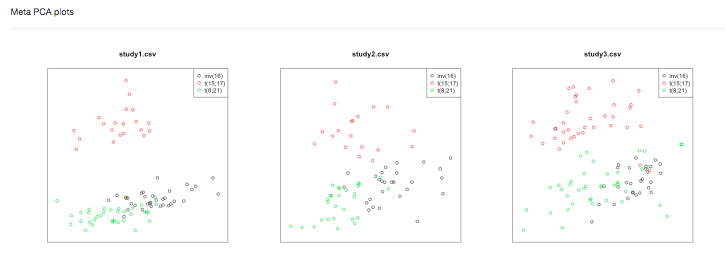 Meta PCA plots
study1.csv
inv(16)
t(15;17)
t(8;21)
study2.csv
inv(16)
t(15;17)
t(8;21)
study3.csv
inv(16)
t(15;17)
t(8;21)